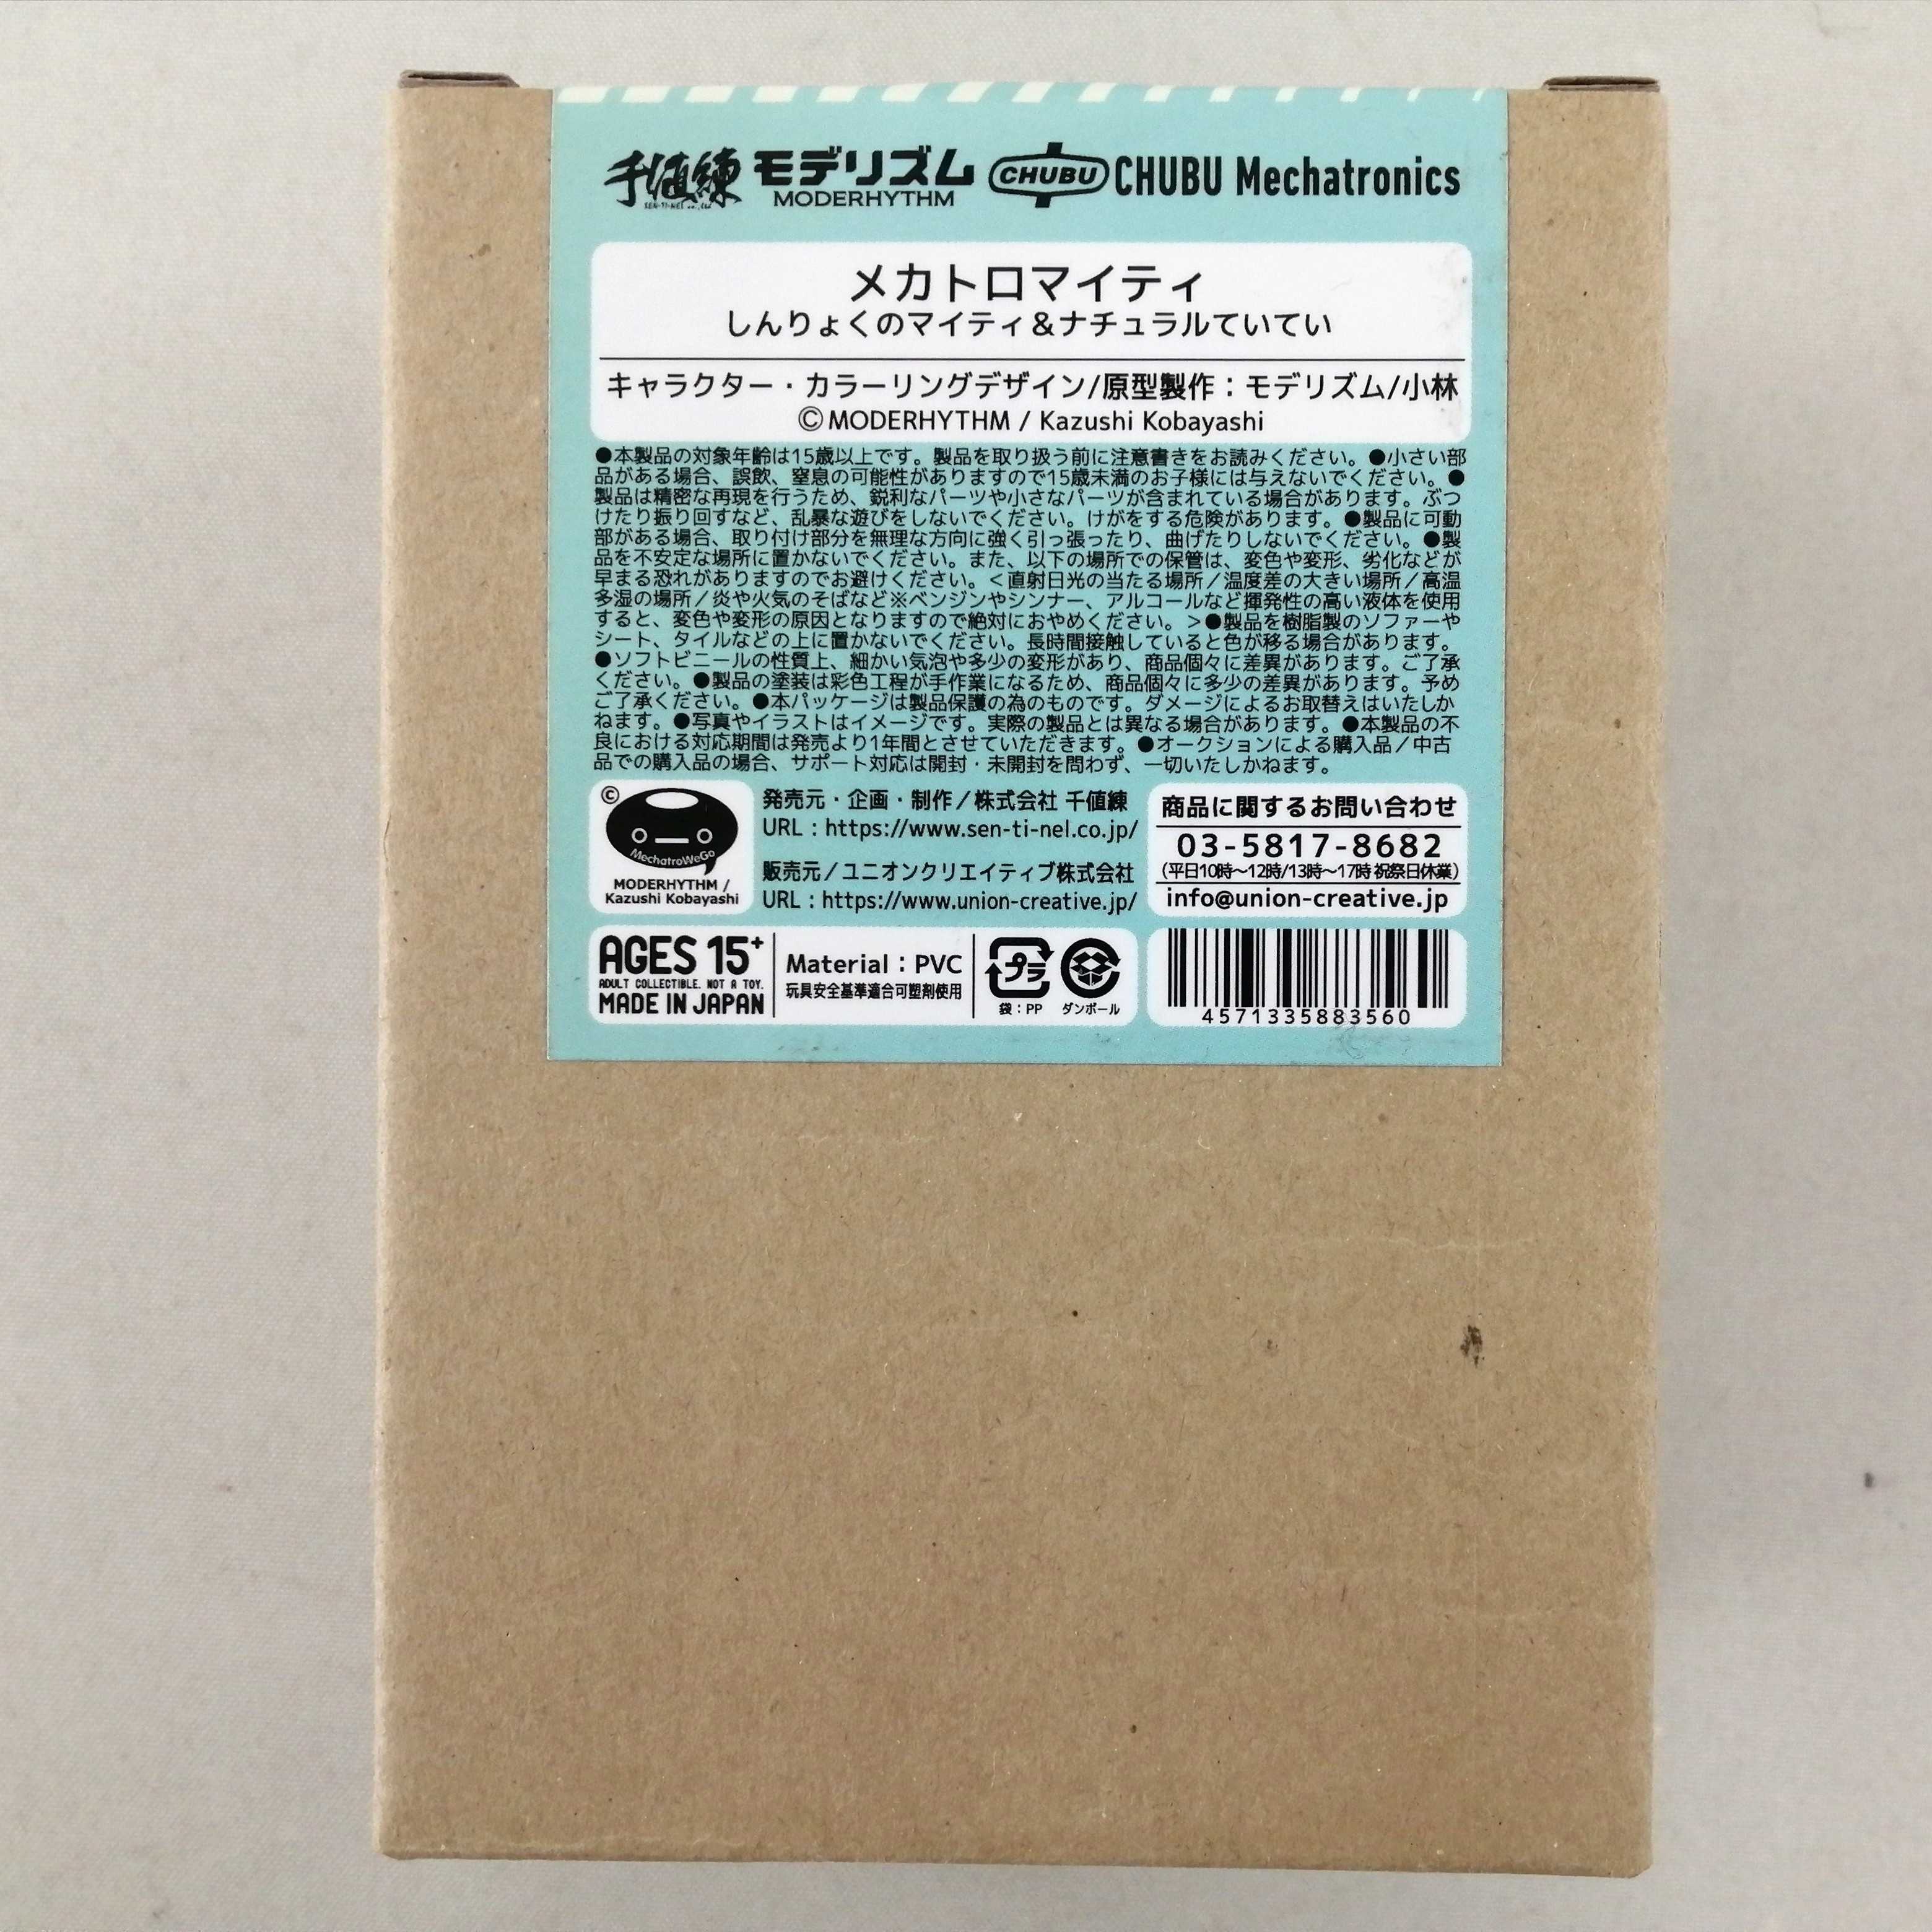 千値練 モデリズム CHUBU CHUBU Mechatronics
SEN-TI-NEL CO.,Ltd MODERHYTHM
メカトロマイティ
しんりょくのマイティ&ナチュラルていてい
キャラクター・カラーリングデザイン/原型製作：モデリズム/小林
©MODERHYTHM / Kazushi Kobayashi
●本製品の対象年齢は15歳以上です。製品を取り扱う前に注意書きをお読みください。●小さい部
品がある場合、誤飲、窒息の可能性がありますので15歳未満のお子様には与えないでください。●
製品は精密な再現を行うため、鋭利なパーツや小さなパーツが含まれている場合があります。ぶつ
けたり振り回すなど、乱暴な遊びをしないでください。けがをする危険があります。●製品に可動
部がある場合、取り付け部分を無理な方向に強く引っ張ったり、曲げたりしないでください。●製
品を不安定な場所に置かないでください。また、以下の場所での保管は、変色や変形、劣化などが
早まる恐れがありますのでお避けください。＜直射日光の当たる場所／温度差の大きい場所／高温
多湿の場所／炎や火気のそばなど※ベンジンやシンナー、アルコールなど揮発性の高い液体を使用
すると、変色や変形の原因となりますので絶対におやめください。＞●製品を樹脂製のソファーや
シート、タイルなどの上に置かないでください。長時間接触していると色が移る場合があります。
●ソフトビニールの性質上、細かい気泡や多少の変形があり、商品個々に差異があります。ご了承
ください。●製品の塗装は彩色工程が手作業になるため、商品個々に多少の差異があります。予め
ご了承ください。●本パッケージは製品保護の為のものです。ダメージによるお取替えはいたしか
ねます。●写真やイラストはイメージです。実際の製品とは異なる場合があります。●本製品の不
良における対応期間は発売より1年間とさせていただきます。●オークションによる購入品／中古
品での購入品の場合、サポート対応は開封・未開封を問わず、一切いたしかねます。
©
MechatroWeGo
MODERHYTHM /
Kazushi Kobayashi
発売元・企画・制作／株式会社 千値練
URL：https://www.sen-ti-nel.co.jp/
販売元／ユニオンクリエイティブ株式会社
URL：https://www.union-creative.jp/
商品に関するお問い合わせ
03-5817-8682
(平日10時～12時/13時～17時 祝祭日休業)
info@union-creative.jp
AGES 15+
ADULT COLLECTIBLE. NOT A TOY.
MADE IN JAPAN
Material：PVC
玩具安全基準適合可塑剤使用
プラ
袋：PP ダンボール
4571335883560